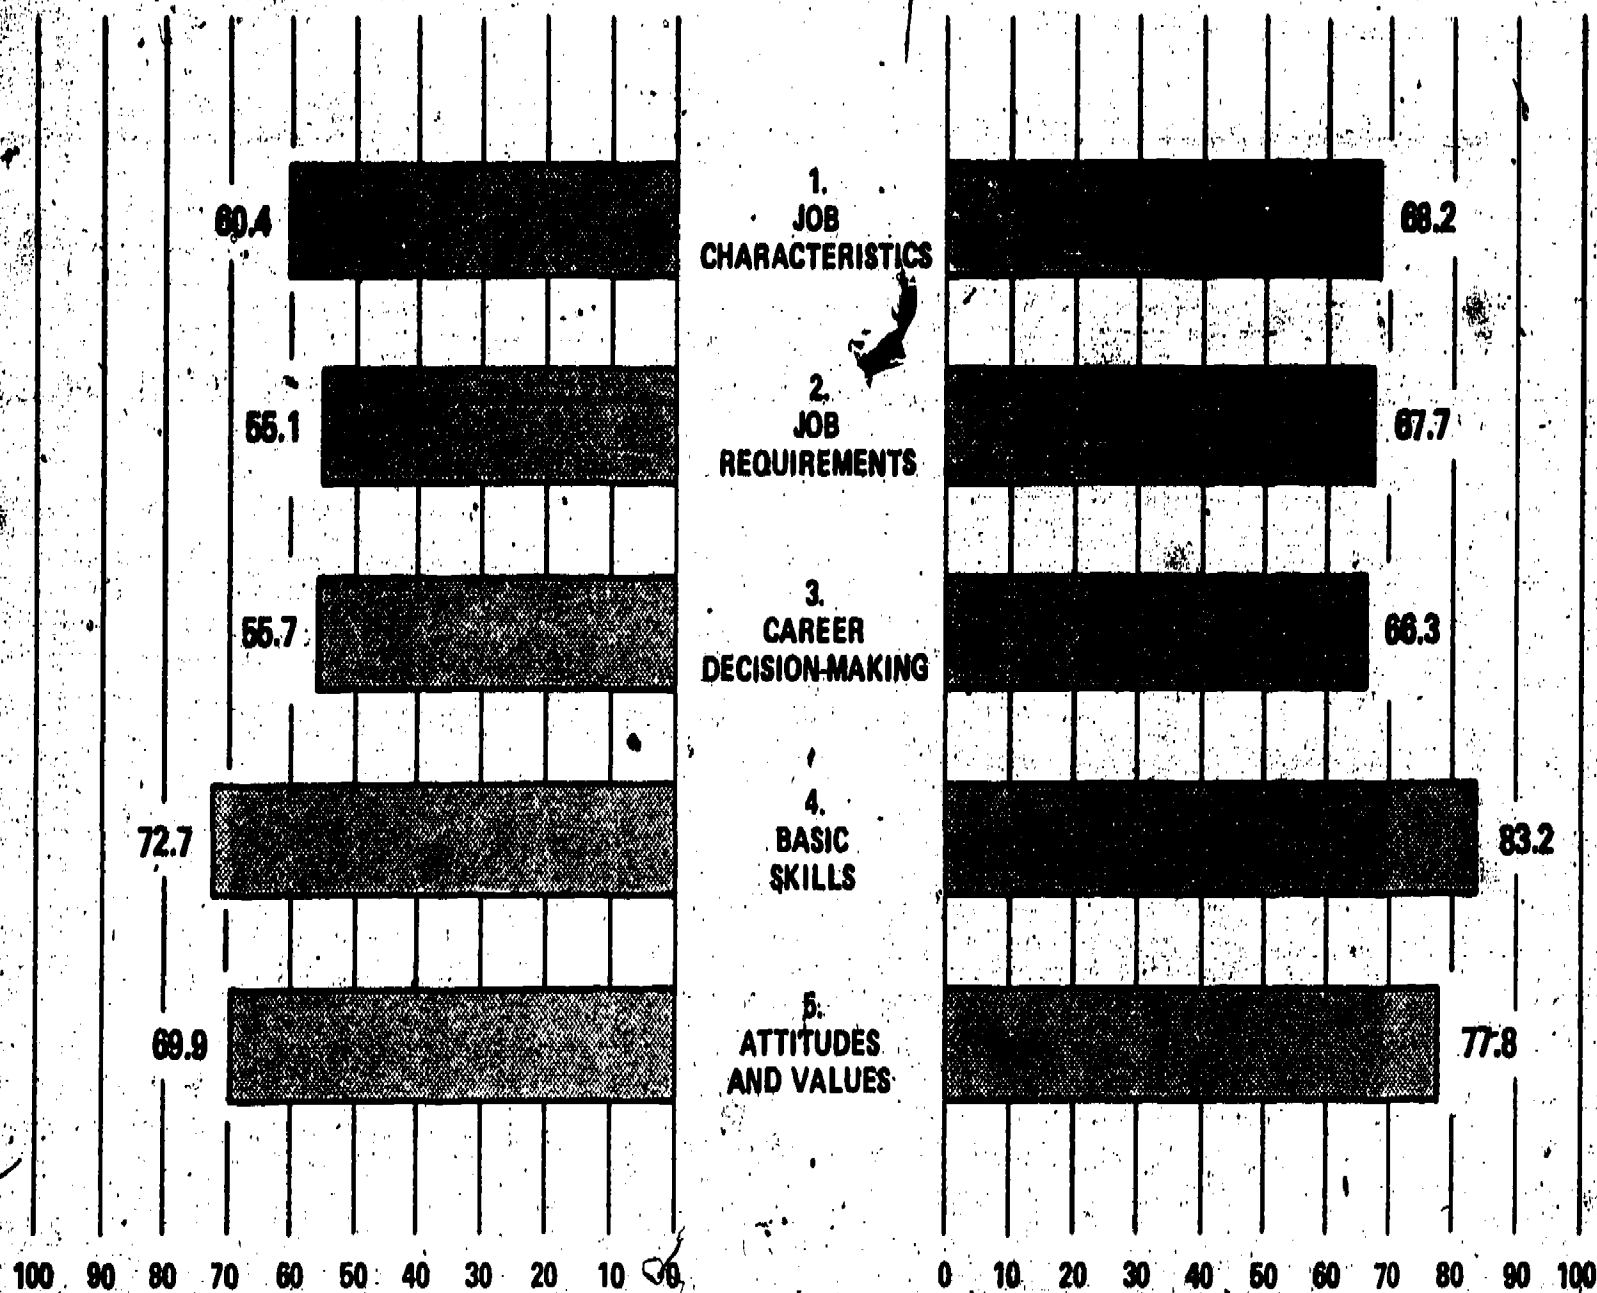 1.
JOB
CHARACTERISTICS
60.4
68.2
2.
JOB
REQUIREMENTS
55.1
67.7
3.
CAREER
DECISION-MAKING
55.7
66.3
4.
BASIC
SKILLS
72.7
83.2
5.
ATTITUDES
AND VALUES
69.9
77.8
100 90 80 70 60 50 40 30 20 10 0
0 10 20 30 40 50 60 70 80 90 100